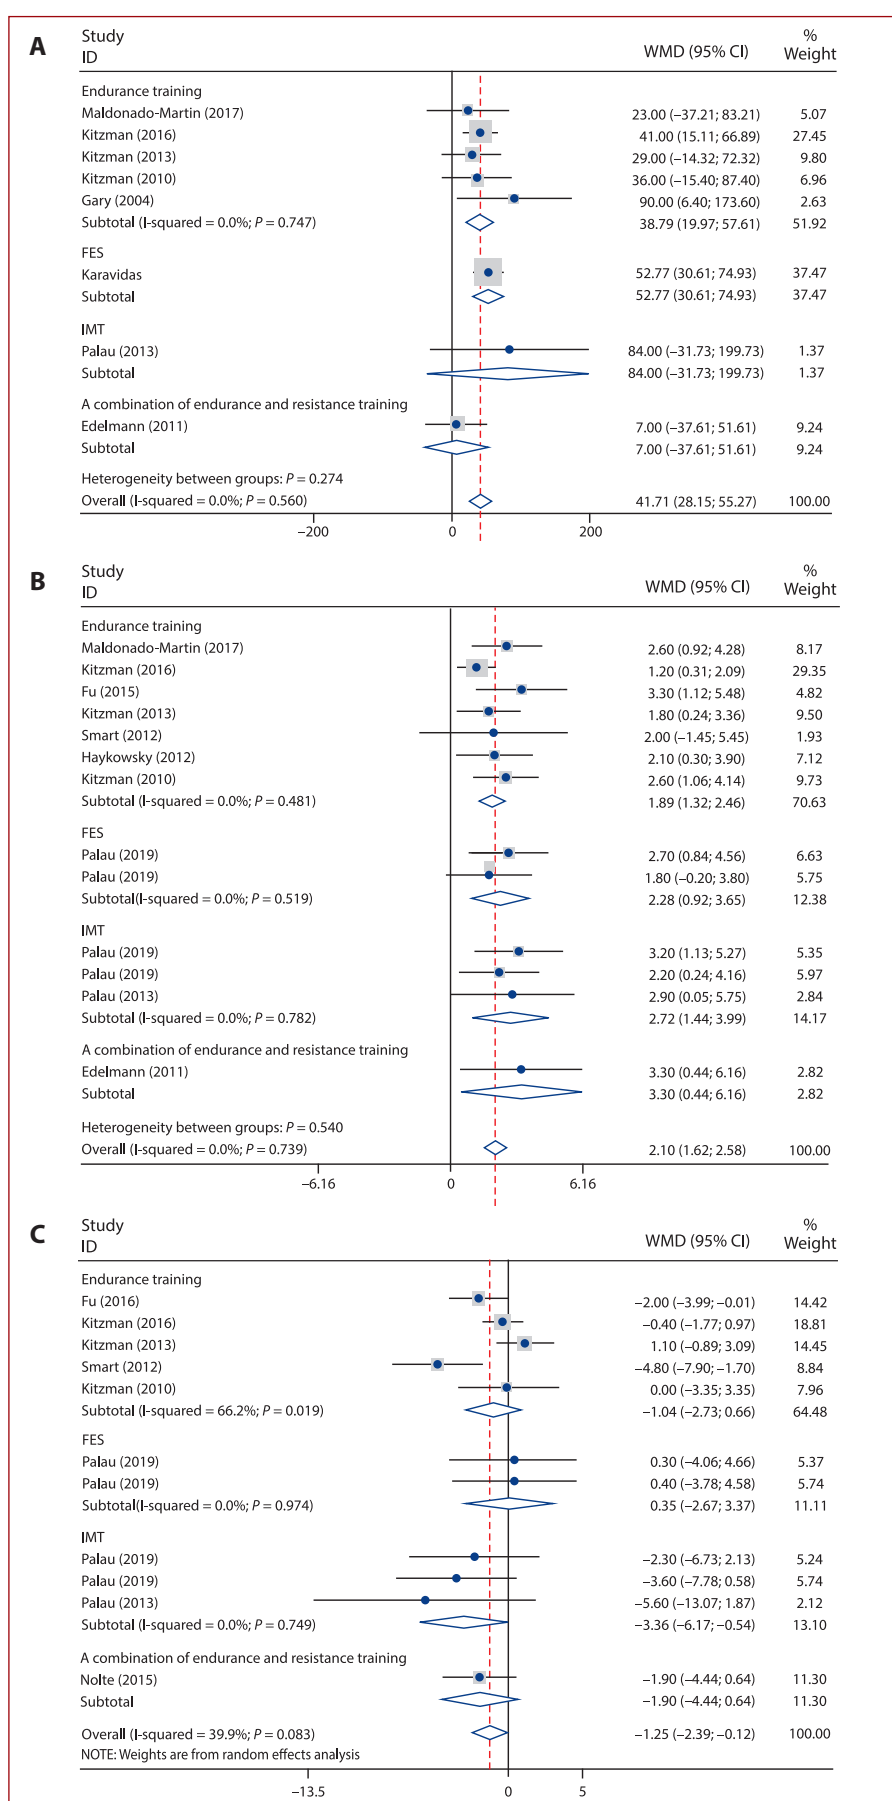 A
Study
ID
WMD (95% CI)
%
Weight
Endurance training
Maldonado-Martin (2017) 23.00 (–37.21; 83.21) 5.07
Kitzman (2016) 41.00 (15.11; 66.89) 27.45
Kitzman (2013) 29.00 (–14.32; 72.32) 9.80
Kitzman (2010) 36.00 (–15.40; 87.40) 6.96
Gary (2004) 90.00 (6.40; 173.60) 2.63
Subtotal (I-squared = 0.0%; P = 0.747) 38.79 (19.97; 57.61) 51.92
FES
Karavidas 52.77 (30.61; 74.93) 37.47
Subtotal 52.77 (30.61; 74.93) 37.47
IMT
Palau (2013) 84.00 (–31.73; 199.73) 1.37
Subtotal 84.00 (–31.73; 199.73) 1.37
A combination of endurance and resistance training
Edelmann (2011) 7.00 (–37.61; 51.61) 9.24
Subtotal 7.00 (–37.61; 51.61) 9.24
Heterogeneity between groups: P = 0.274
Overall (I-squared = 0.0%; P = 0.560) 41.71 (28.15; 55.27) 100.00
–200 0 200
B
Study
ID
WMD (95% CI)
%
Weight
Endurance training
Maldonado-Martin (2017) 2.60 (0.92; 4.28) 8.17
Kitzman (2016) 1.20 (0.31; 2.09) 29.35
Fu (2015) 3.30 (1.12; 5.48) 4.82
Kitzman (2013) 1.80 (0.24; 3.36) 9.50
Smart (2012) 2.00 (–1.45; 5.45) 1.93
Haykowsky (2012) 2.10 (0.30; 3.90) 7.12
Kitzman (2010) 2.60 (1.06; 4.14) 9.73
Subtotal (I-squared = 0.0%; P = 0.481) 1.89 (1.32; 2.46) 70.63
FES
Palau (2019) 2.70 (0.84; 4.56) 6.63
Palau (2019) 1.80 (–0.20; 3.80) 5.75
Subtotal(I-squared = 0.0%; P = 0.519) 2.28 (0.92; 3.65) 12.38
IMT
Palau (2019) 3.20 (1.13; 5.27) 5.35
Palau (2019) 2.20 (0.24; 4.16) 5.97
Palau (2013) 2.90 (0.05; 5.75) 2.84
Subtotal (I-squared = 0.0%; P = 0.782) 2.72 (1.44; 3.99) 14.17
A combination of endurance and resistance training
Edelmann (2011) 3.30 (0.44; 6.16) 2.82
Subtotal 3.30 (0.44; 6.16) 2.82
Heterogeneity between groups: P = 0.540
Overall (I-squared = 0.0%; P = 0.739) 2.10 (1.62; 2.58) 100.00
–6.16 0 6.16
C
Study
ID
WMD (95% CI)
%
Weight
Endurance training
Fu (2016) –2.00 (–3.99; –0.01) 14.42
Kitzman (2016) –0.40 (–1.77; 0.97) 18.81
Kitzman (2013) 1.10 (–0.89; 3.09) 14.45
Smart (2012) –4.80 (–7.90; –1.70) 8.84
Kitzman (2010) 0.00 (–3.35; 3.35) 7.96
Subtotal (I-squared = 66.2%; P = 0.019) –1.04 (–2.73; 0.66) 64.48
FES
Palau (2019) 0.30 (–4.06; 4.66) 5.37
Palau (2019) 0.40 (–3.78; 4.58) 5.74
Subtotal(I-squared = 0.0%; P = 0.974) 0.35 (–2.67; 3.37) 11.11
IMT
Palau (2019) –2.30 (–6.73; 2.13) 5.24
Palau (2019) –3.60 (–7.78; 0.58) 5.74
Palau (2013) –5.60 (–13.07; 1.87) 2.12
Subtotal (I-squared = 0.0%; P = 0.749) –3.36 (–6.17; –0.54) 13.10
A combination of endurance and resistance training
Nolte (2015) –1.90 (–4.44; 0.64) 11.30
Subtotal –1.90 (–4.44; 0.64) 11.30
Overall (I-squared = 39.9%; P = 0.083) –1.25 (–2.39; –0.12) 100.00
NOTE: Weights are from random effects analysis
–13.5 0 5